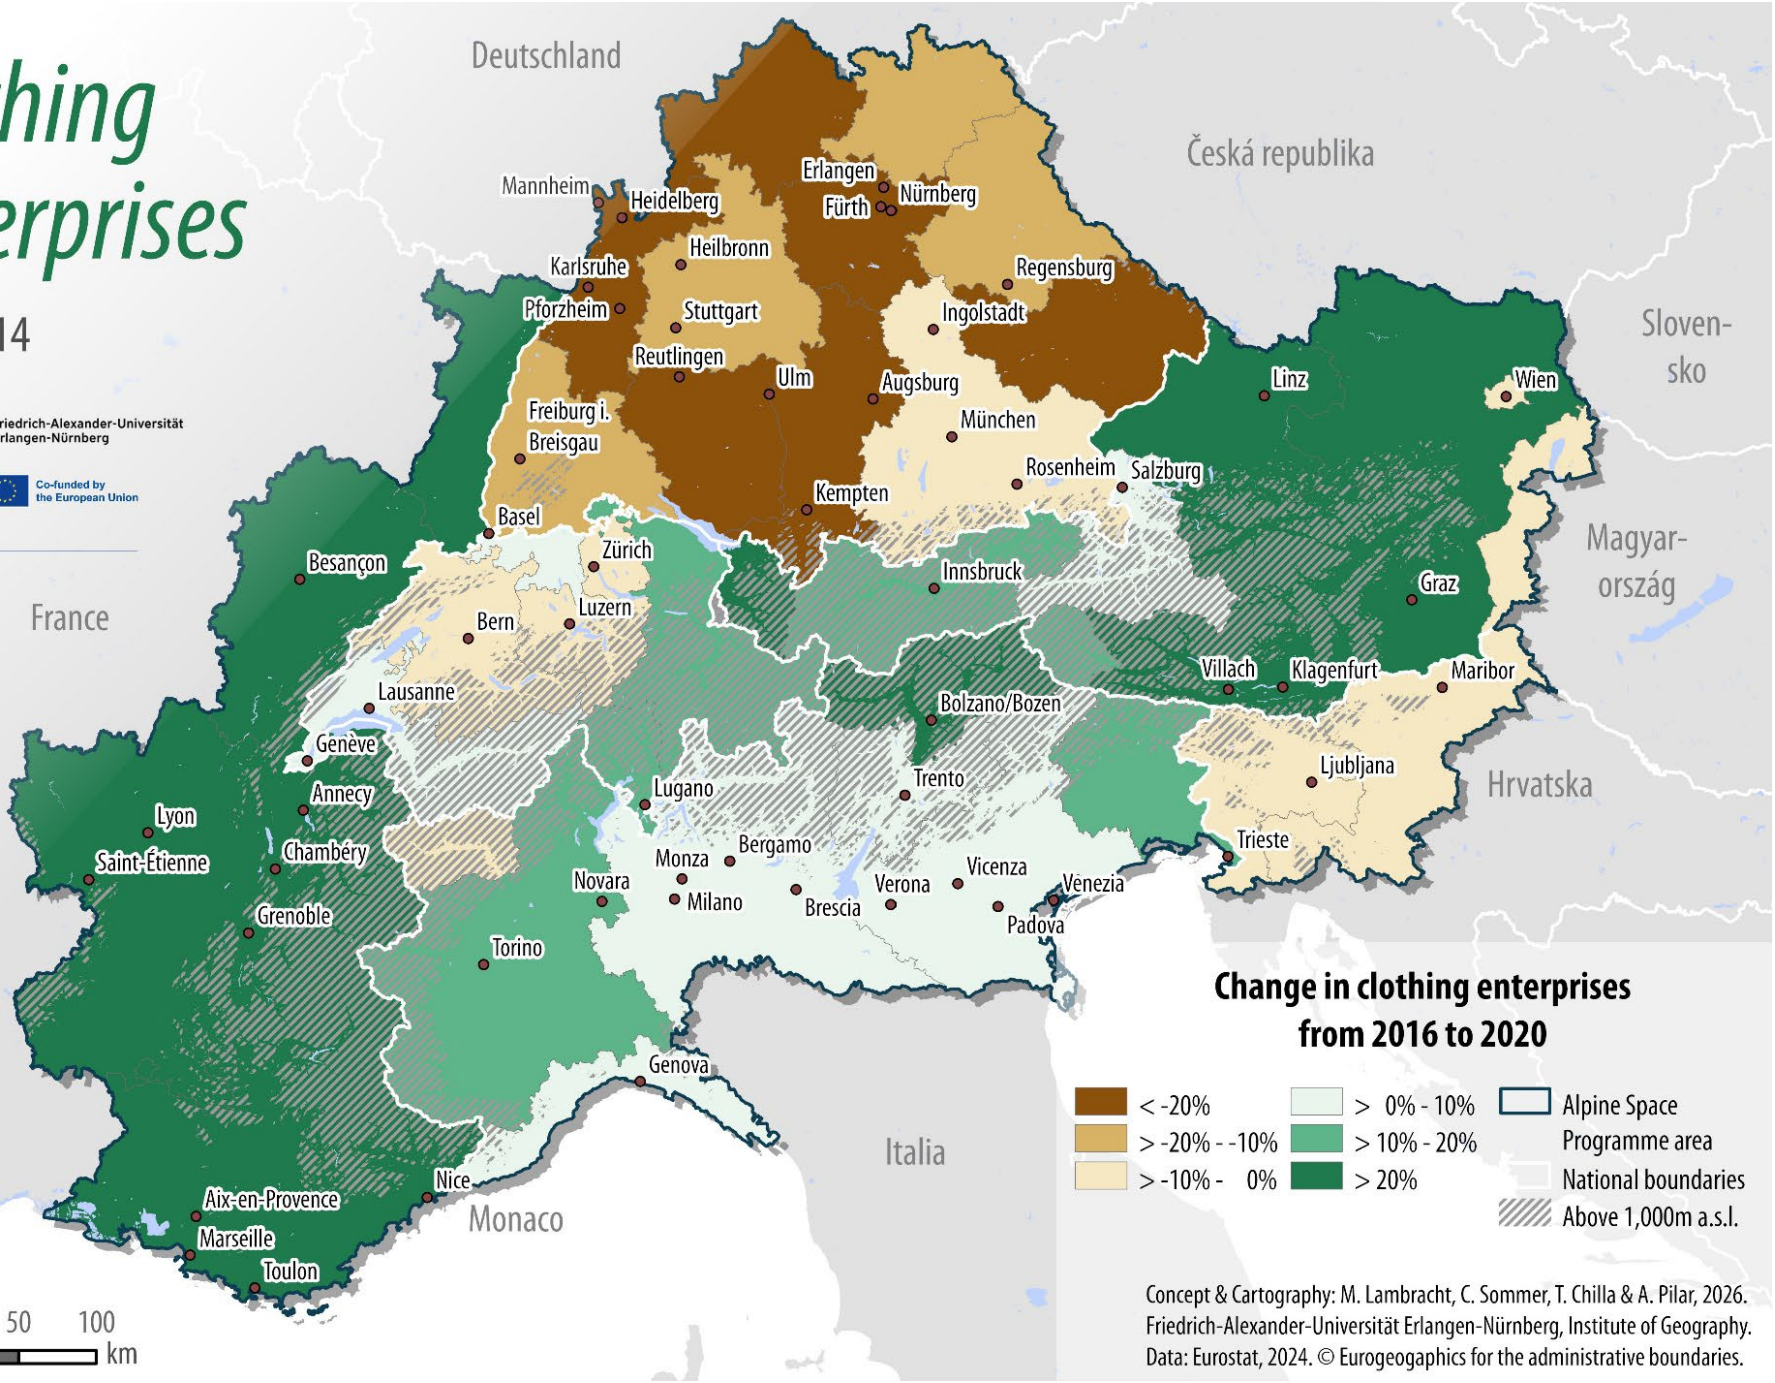 hing
erprises
14
riedrich-Alexander-Universität
rlangen-Nürnberg
Co-funded by
the European Union
Deutschland
Česká republika
Sloven-
sko
Magyar-
ország
Hrvatska
Italia
Monaco
France
Mannheim
Heidelberg
Erlangen
Fürth
Nürnberg
Heilbronn
Karlsruhe
Pforzheim
Stuttgart
Regensburg
Ingolstadt
Reutlingen
Ulm
Augsburg
Linz
Wien
Freiburg i.
Breisgau
München
Rosenheim
Salzburg
Kempten
Basel
Zürich
Besançon
Innsbruck
Graz
Luzern
Bern
Villach
Klagenfurt
Maribor
Lausanne
Bolzano/Bozen
Genève
Ljubljana
Annecy
Lugano
Trento
Lyon
Chambéry
Saint-Étienne
Monza
Bergamo
Trieste
Novara
Milano
Brescia
Verona
Vicenza
Venezia
Padova
Grenoble
Torino
Genova
Nice
Aix-en-Provence
Marseille
Toulon
50 100
km
Change in clothing enterprises
from 2016 to 2020
< -20%
> -20% - -10%
> -10% - 0%
> 0% - 10%
> 10% - 20%
> 20%
Alpine Space
Programme area
National boundaries
Above 1,000m a.s.l.
Concept & Cartography: M. Lambracht, C. Sommer, T. Chilla & A. Pilar, 2026.
Friedrich-Alexander-Universität Erlangen-Nürnberg, Institute of Geography.
Data: Eurostat, 2024. © Eurogeogaphics for the administrative boundaries.